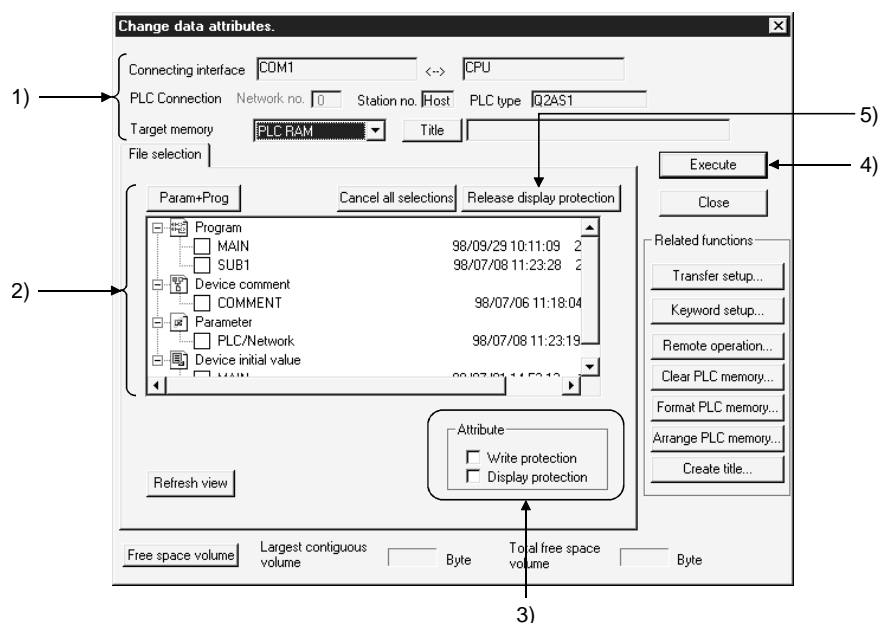 Change data attributes.
Connecting interface COM1 <--> CPU
1) PLC Connection Network no. 0 Station no. Host PLC type Q2AS1
5)
Target memory PLC RAM Title
File selection
Execute 4)
Param+Prog Cancel all selections Release display protection
Close
Program
MAIN 98/09/29 10:11:09 2
Related functions
SUB1 98/07/08 11:23:28 2
Transfer setup...
2) Device comment
COMMENT 98/07/06 11:18:04
Keyword setup...
Parameter
PLC/Network 98/07/08 11:23:19
Remote operation...
Device initial value
Clear PLC memory...
MAIN
Format PLC memory...
Attribute
Arrange PLC memory...
Write protection
Create title...
Display protection
Refresh view
Free space volume Largest contiguous volume Byte Total free space volume Byte
3)